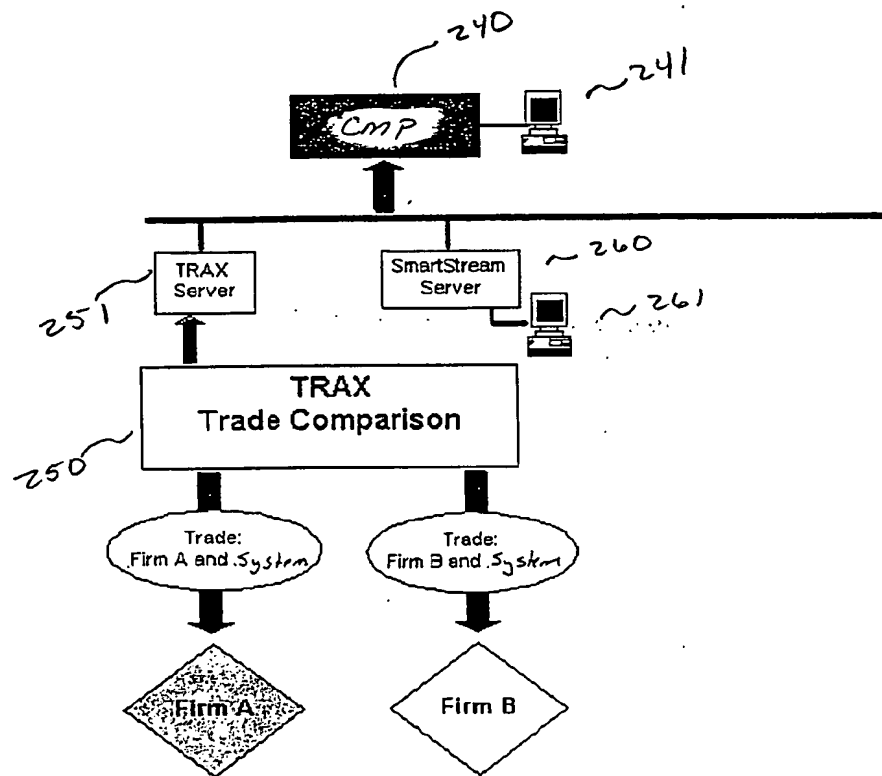 240
241
CMP
TRAX
Server
251
SmartStream
Server
260
261
TRAX
Trade Comparison
250
Trade:
Firm A and System
Trade:
Firm B and System
Firm A
Firm B